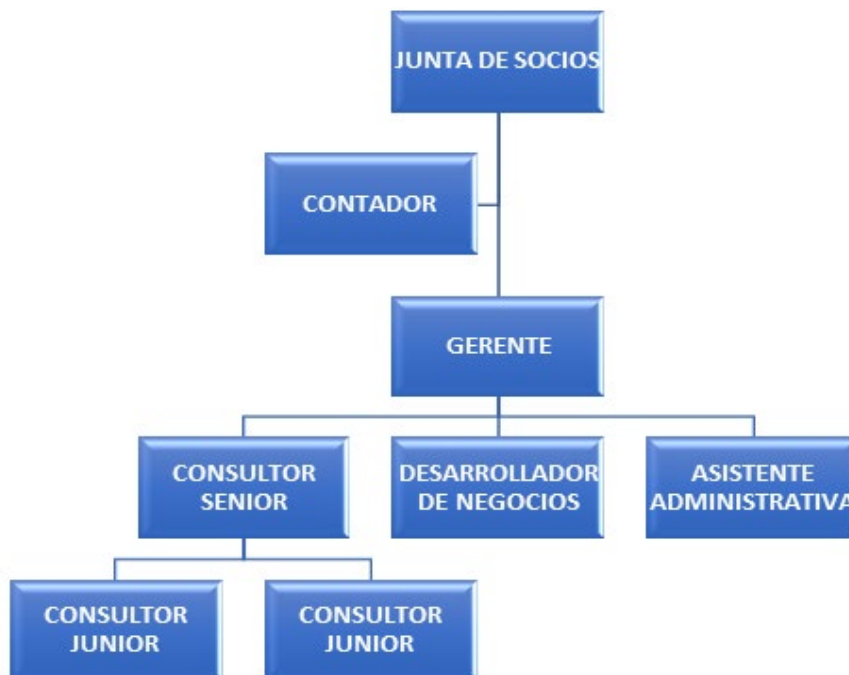 JUNTA DE SOCIOS
CONTADOR
GERENTE
CONSULTOR
SENIOR
DESARROLLADOR
DE NEGOCIOS
ASISTENTE
ADMINISTRATIVA
CONSULTOR
JUNIOR
CONSULTOR
JUNIOR